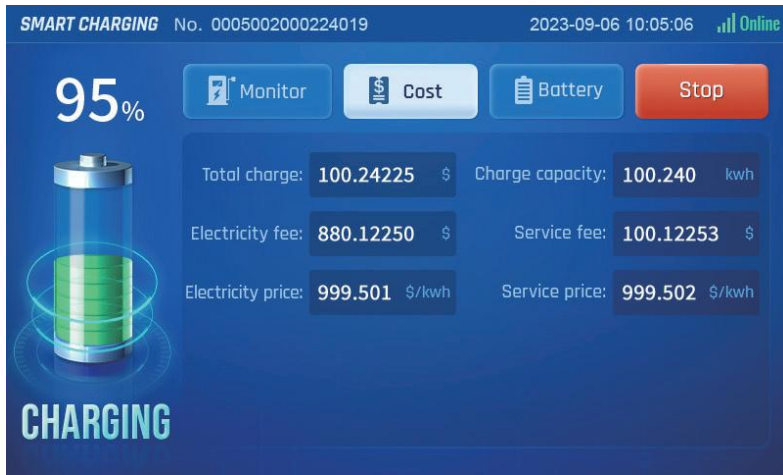 SMART CHARGING No. 0005002000224019 2023-09-06 10:05:06 Online
95%
Monitor Cost Battery Stop
Total charge: 100.24225 $ Charge capacity: 100.240 kwh
Electricity fee: 880.12250 $ Service fee: 100.12253 $
Electricity price: 999.501 $/kwh Service price: 999.502 $/kwh
CHARGING